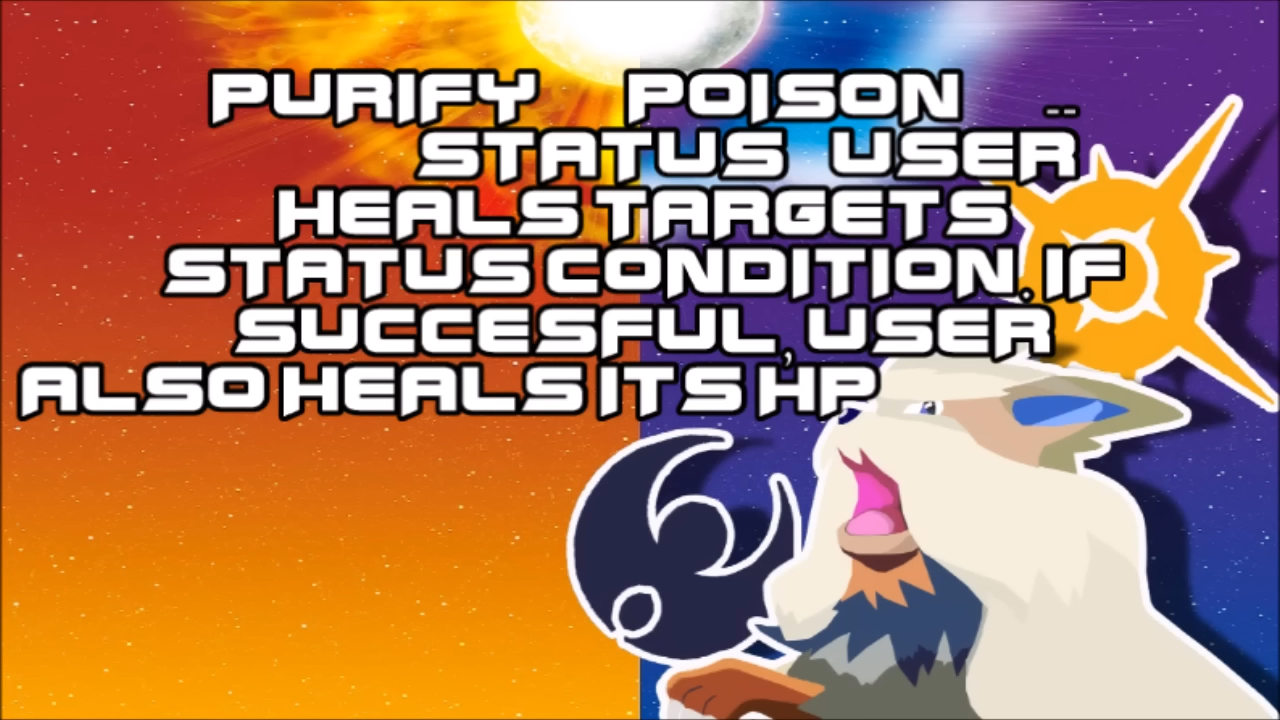 PURIFY POISON --
STATUS USER
HEALS TARGETS
STATUS CONDITION. IF
SUCCESFUL, USER
ALSO HEALS ITS HP